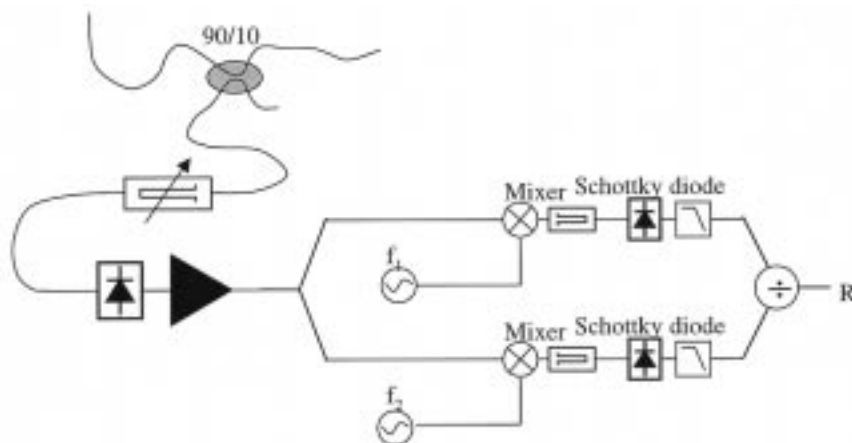 90/10
Mixer Schottky diode
f₁
R
Mixer Schottky diode
f₂